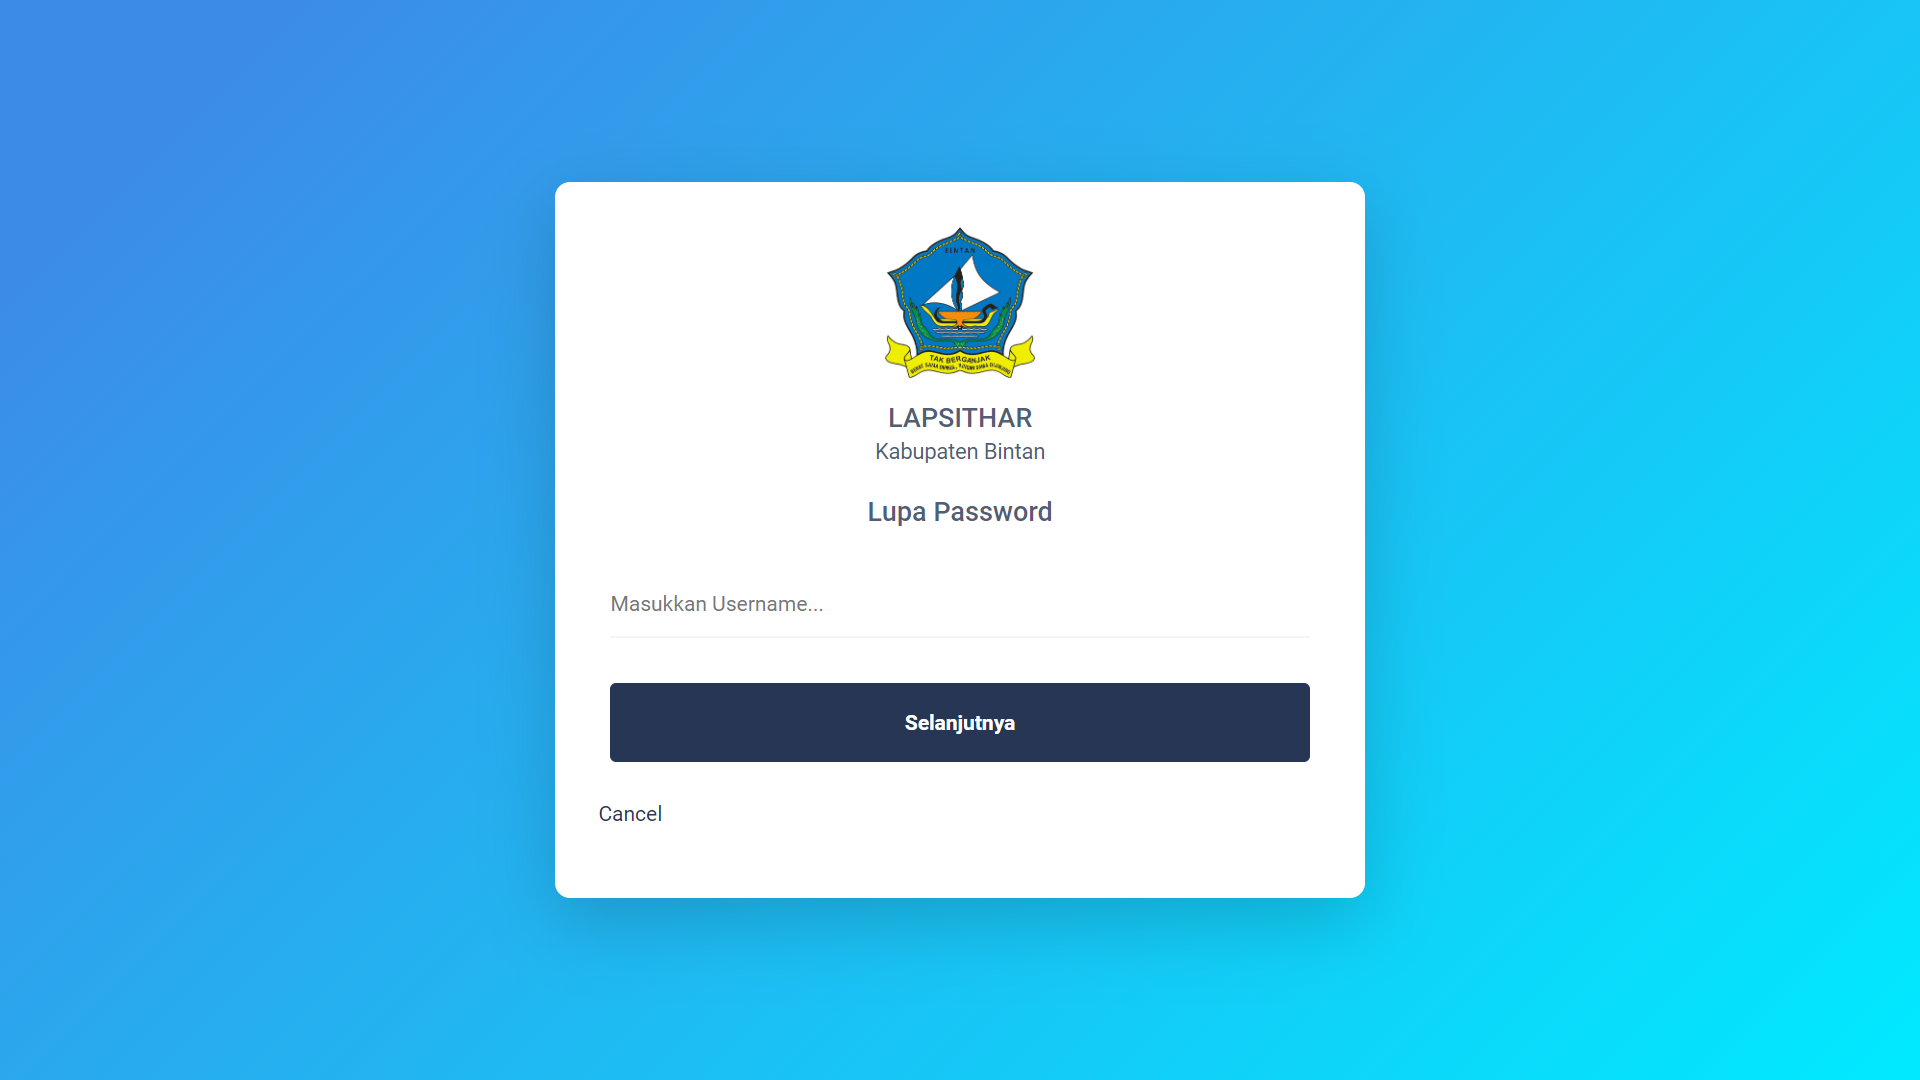 BINTAN
TAK BERGANJAK
LAPSITHAR
Kabupaten Bintan
Lupa Password
Masukkan Username...
Selanjutnya
Cancel